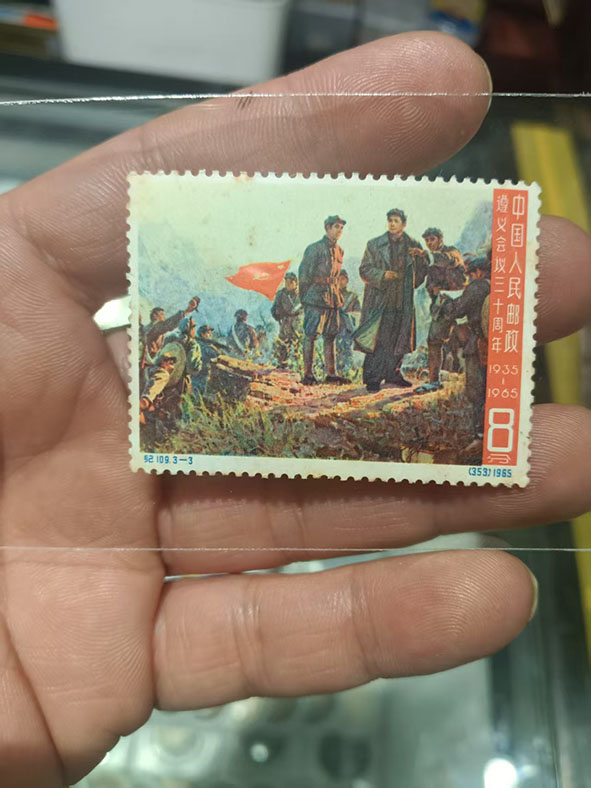 中国人民邮政
遵义会议三十周年
1935-1965
8分
纪109.3-3
(353)1965